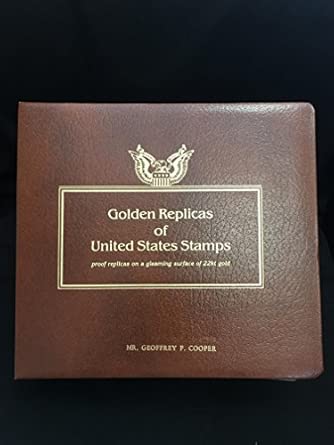 Golden Replicas
of
United States Stamps
proof replicas on a gleaming surface of 22kt gold
MR. GEOFFREY P. COOPER